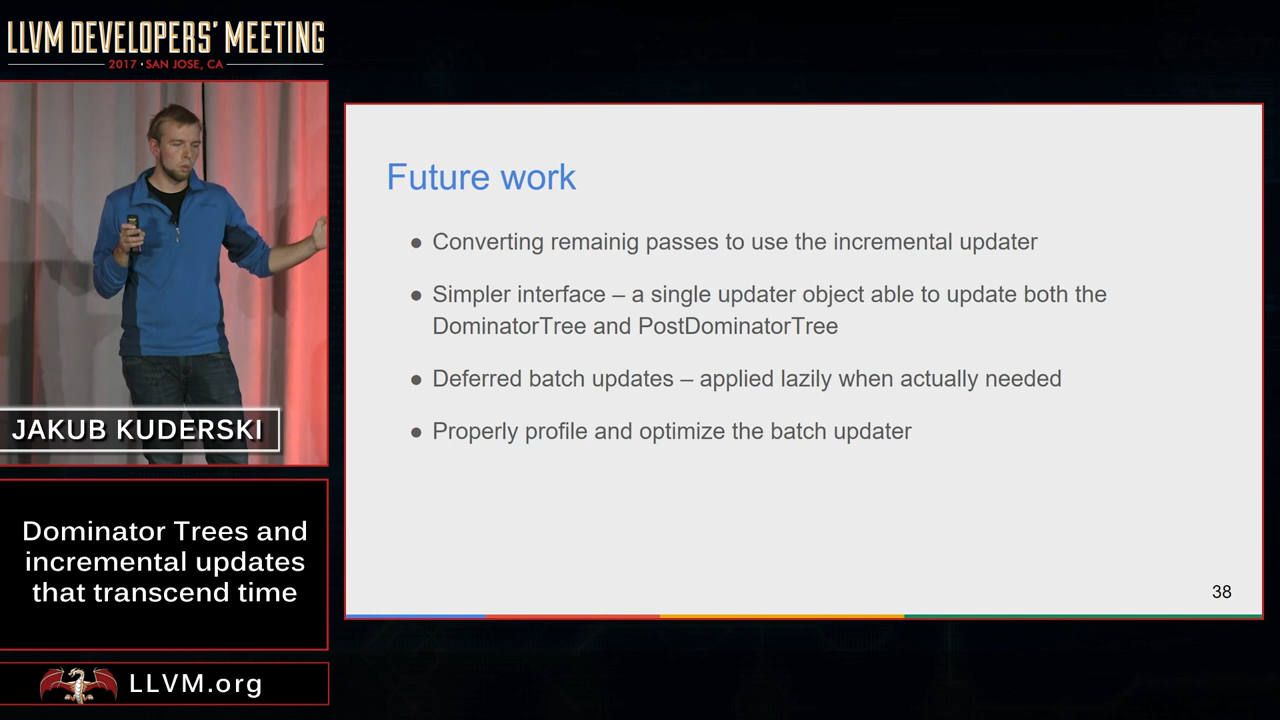 LLVM DEVELOPERS' MEETING
2017 · SAN JOSE, CA
JAKUB KUDERSKI
Dominator Trees and
incremental updates
that transcend time
LLVM.org
Future work
● Converting remainig passes to use the incremental updater
● Simpler interface – a single updater object able to update both the
DominatorTree and PostDominatorTree
● Deferred batch updates – applied lazily when actually needed
● Properly profile and optimize the batch updater
38